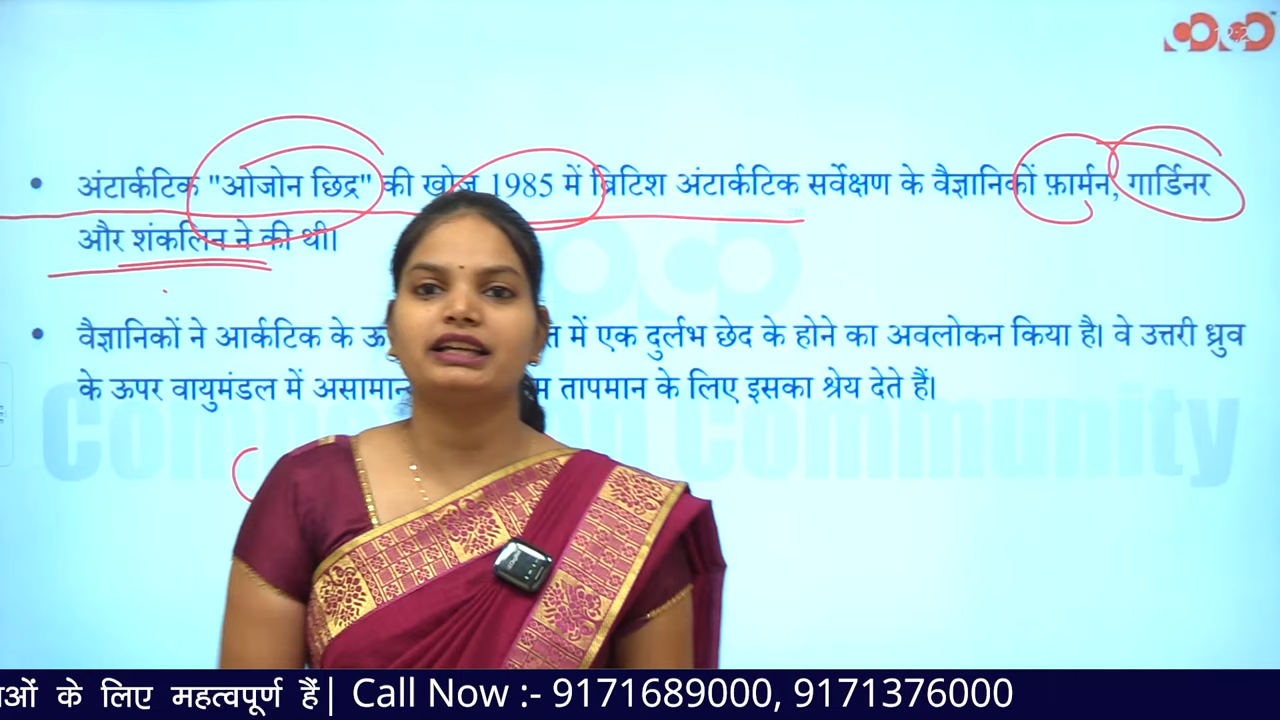 अंटार्कटिक "ओजोन छिद्र" की खोज 1985 में ब्रिटिश अंटार्कटिक सर्वेक्षण के वैज्ञानिकों फ़ार्मन, गार्डिनर
और शंकलिन ने की थी।
वैज्ञानिकों ने आर्कटिक के में एक दुर्लभ छेद के होने का अवलोकन किया है। वे उत्तरी ध्रुव
के ऊपर वायुमंडल में तापमान के लिए इसका श्रेय देते हैं।
Community
के लिए महत्वपूर्ण हैं| Call Now :- 9171689000, 9171376000